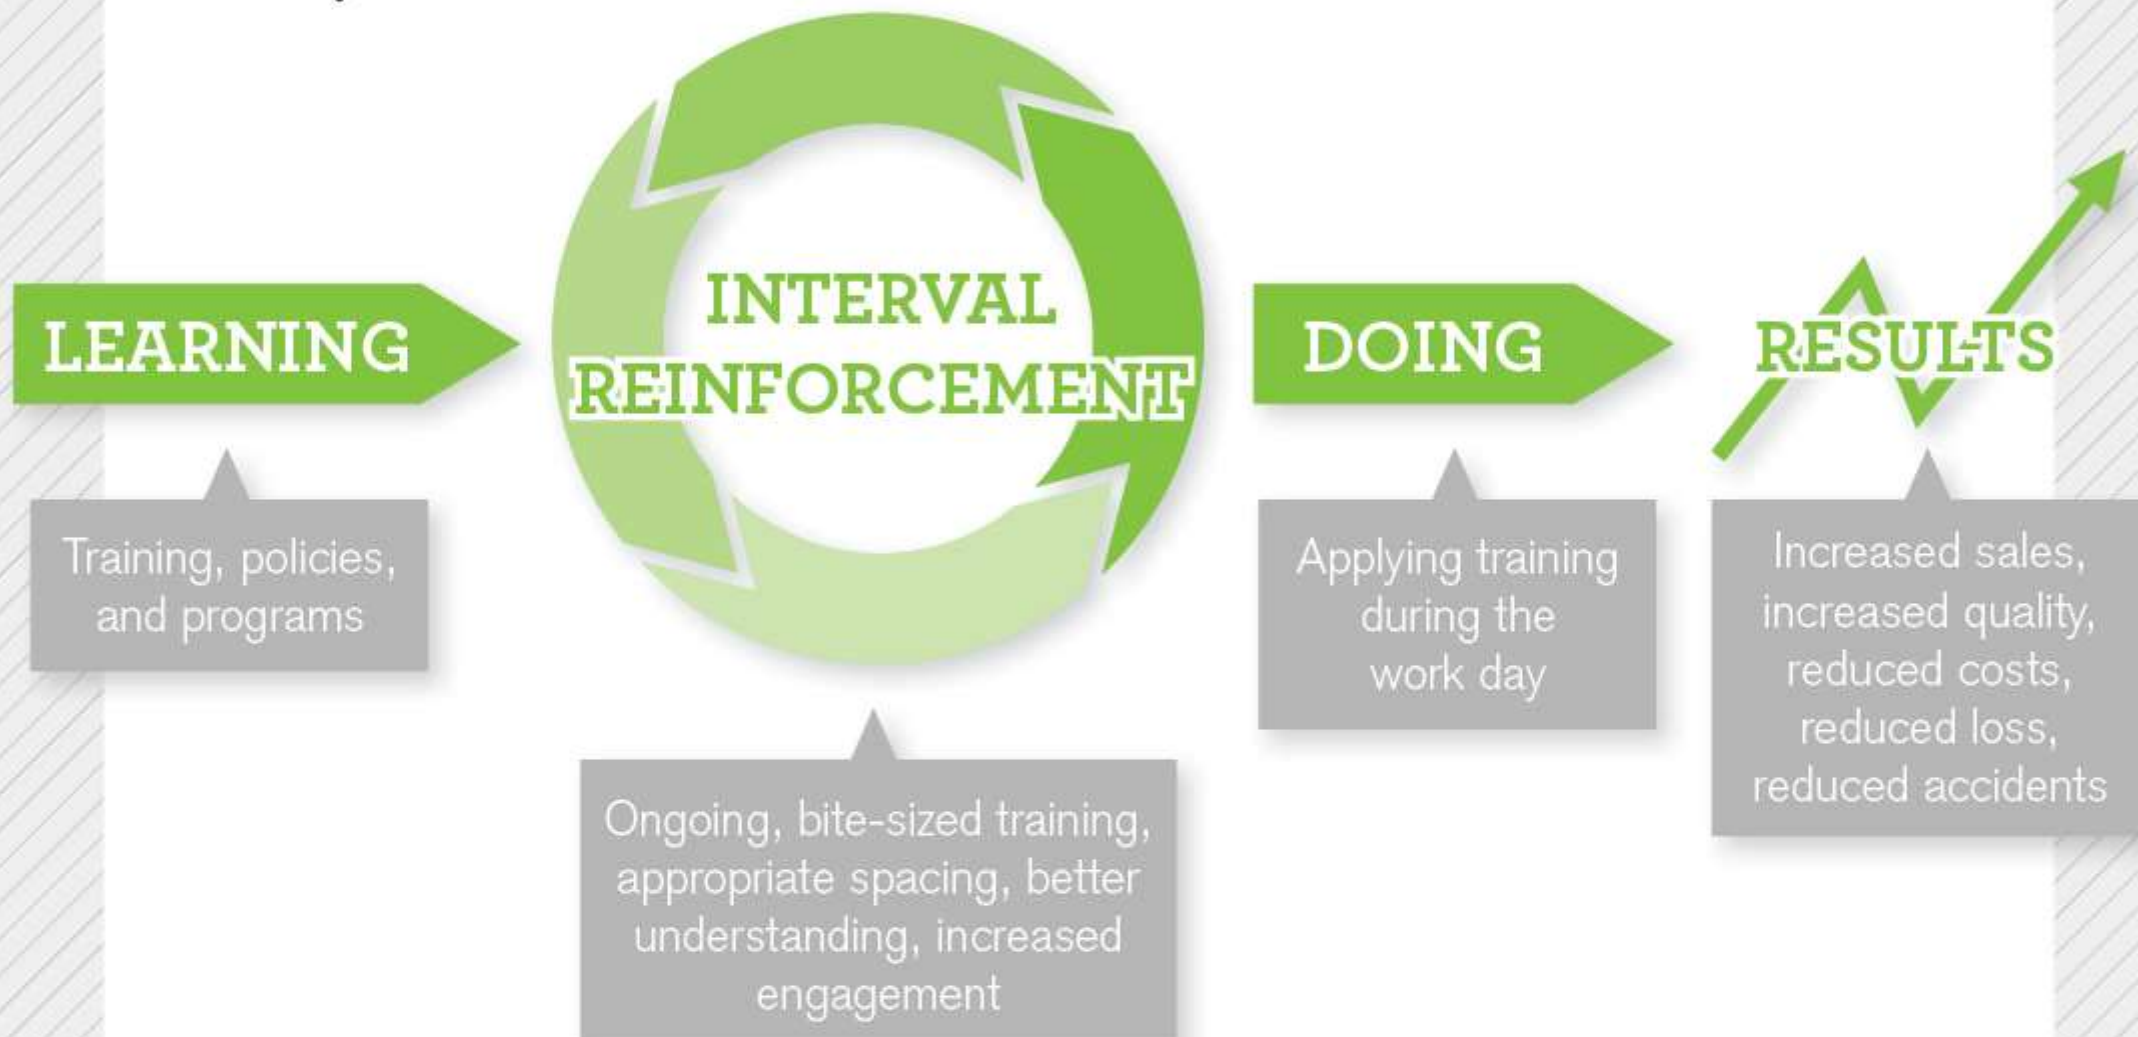 LEARNING
INTERVAL
REINFORCEMENT
DOING
RESULTS
Training, policies,
and programs
Ongoing, bite-sized training,
appropriate spacing, better
understanding, increased
engagement
Applying training
during the
work day
Increased sales,
increased quality,
reduced costs,
reduced loss,
reduced accidents